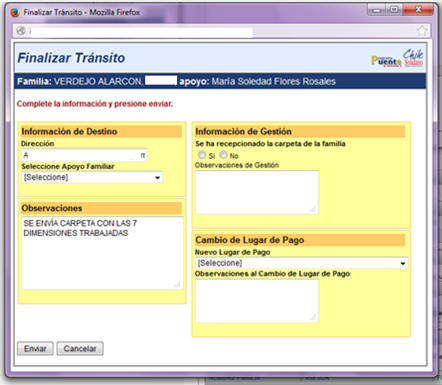 Finalizar Tránsito - Mozilla Firefox
Finalizar Tránsito
Puente
Chile
Solidario
Familia: VERDEJO ALARCON, apoyo: María Soledad Flores Rosales
Complete la información y presione enviar.
Información de Destino
Dirección
A
Seleccione Apoyo Familiar
[Seleccione]
Observaciones
SE ENVÍA CARPETA CON LAS 7
DIMENSIONES TRABAJADAS
Información de Gestión
Se ha recepcionado la carpeta de la familia
Si No
Observaciones de Gestión
Cambio de Lugar de Pago
Nuevo Lugar de Pago
[Seleccione]
Observaciones al Cambio de Lugar de Pago
Enviar Cancelar